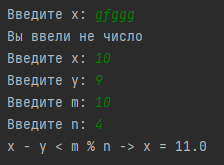 Введите x: gfggg
Вы ввели не число
Введите x: 10
Введите y: 9
Введите m: 10
Введите n: 4
x - y < m % n -> x = 11.0